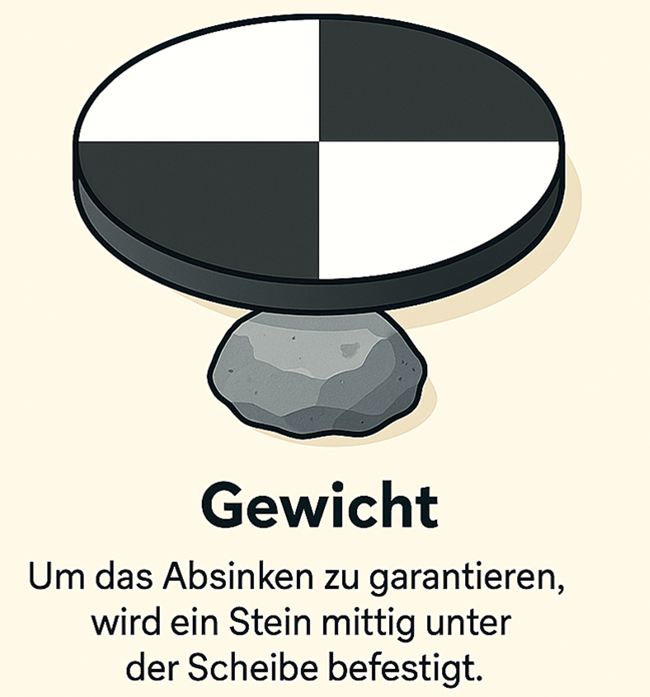 Gewicht
Um das Absinken zu garantieren,
wird ein Stein mittig unter
der Scheibe befestigt.